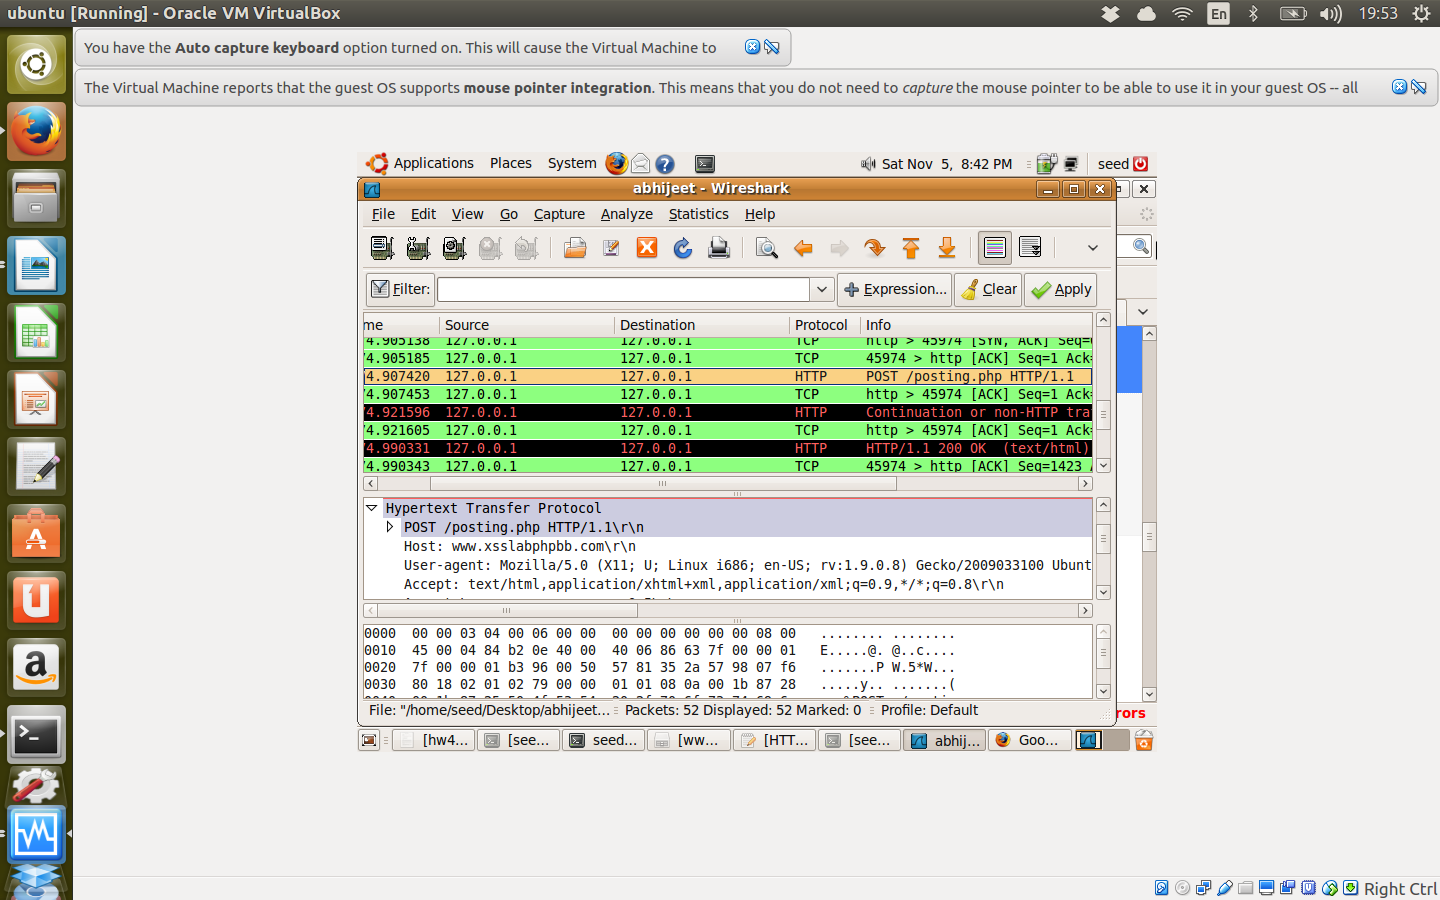 ubuntu [Running] - Oracle VM VirtualBox
En
19:53
You have the Auto capture keyboard option turned on. This will cause the Virtual Machine to
The Virtual Machine reports that the guest OS supports mouse pointer integration. This means that you do not need to capture the mouse pointer to be able to use it in your guest OS -- all
Applications Places System
Sat Nov 5, 8:42 PM
seed
abhijeet - Wireshark
File Edit View Go Capture Analyze Statistics Help
Filter:
Expression... Clear Apply
me Source Destination Protocol Info
4.905138 127.0.0.1 127.0.0.1 TCP http > 45974 [SYN, ACK] Seq=
4.905185 127.0.0.1 127.0.0.1 TCP 45974 > http [ACK] Seq=1 Ack=
4.907420 127.0.0.1 127.0.0.1 HTTP POST /posting.php HTTP/1.1
4.907453 127.0.0.1 127.0.0.1 TCP http > 45974 [ACK] Seq=1 Ack=
4.921596 127.0.0.1 127.0.0.1 HTTP Continuation or non-HTTP tra
4.921605 127.0.0.1 127.0.0.1 TCP http > 45974 [ACK] Seq=1 Ack=
4.990331 127.0.0.1 127.0.0.1 HTTP HTTP/1.1 200 OK (text/html)
4.990343 127.0.0.1 127.0.0.1 TCP 45974 > http [ACK] Seq=1423
Hypertext Transfer Protocol
POST /posting.php HTTP/1.1\r\n
Host: www.xsslabphpbb.com\r\n
User-agent: Mozilla/5.0 (X11; U; Linux i686; en-US; rv:1.9.0.8) Gecko/2009033100 Ubunt
Accept: text/html,application/xhtml+xml,application/xml;q=0.9,*/*;q=0.8\r\n
0000 00 00 03 04 00 06 00 00 00 00 00 00 00 00 08 00 ........ ........
0010 45 00 04 84 b2 0e 40 00 40 06 86 63 7f 00 00 01 E.....@. @..c....
0020 7f 00 00 01 b3 96 00 50 57 81 35 2a 57 98 07 f6 .......P W.5*W...
0030 80 18 02 01 02 79 00 00 01 01 08 0a 00 1b 87 28 .....y.. .......(
File: "/home/seed/Desktop/abhijeet... Packets: 52 Displayed: 52 Marked: 0 Profile: Default
rors
[hw4... [see... seed... [ww... [HTT... [see... abhij... Goo...
Right Ctrl